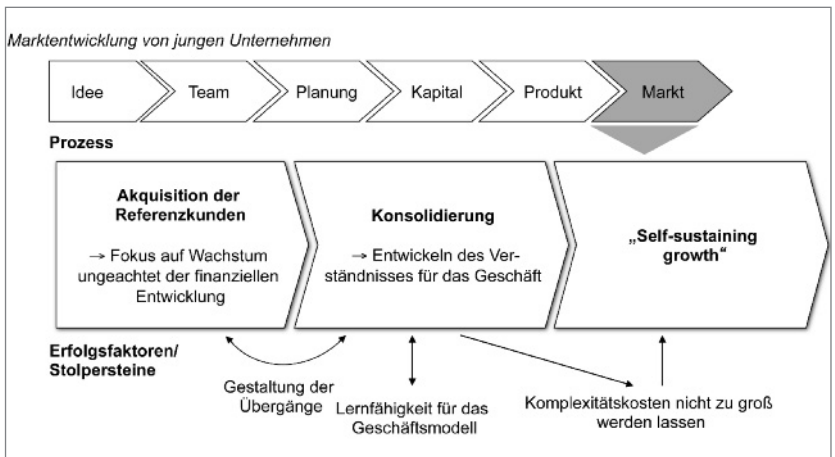 Marktentwicklung von jungen Unternehmen
Idee
Team
Planung
Kapital
Produkt
Markt
Prozess
Akquisition der
Referenzkunden
→ Fokus auf Wachstum
ungeachtet der finanziellen
Entwicklung
Konsolidierung
→ Entwickeln des Ver-
ständnisses für das Geschäft
„Self-sustaining
growth“
Erfolgsfaktoren/
Stolpersteine
Gestaltung der
Übergänge
Lernfähigkeit für das
Geschäftsmodell
Komplexitätskosten nicht zu groß
werden lassen